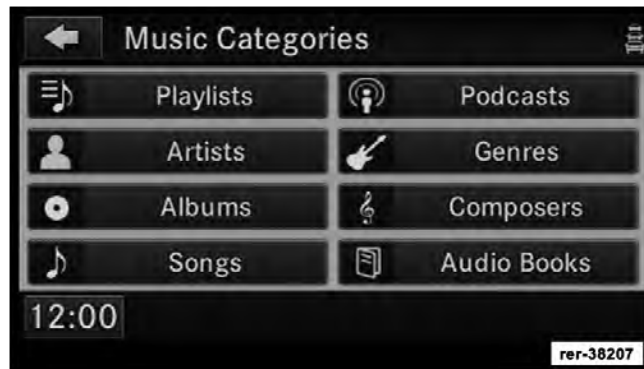 Music Categories
Playlists
Podcasts
Artists
Genres
Albums
Composers
Songs
Audio Books
12:00
rer-38207